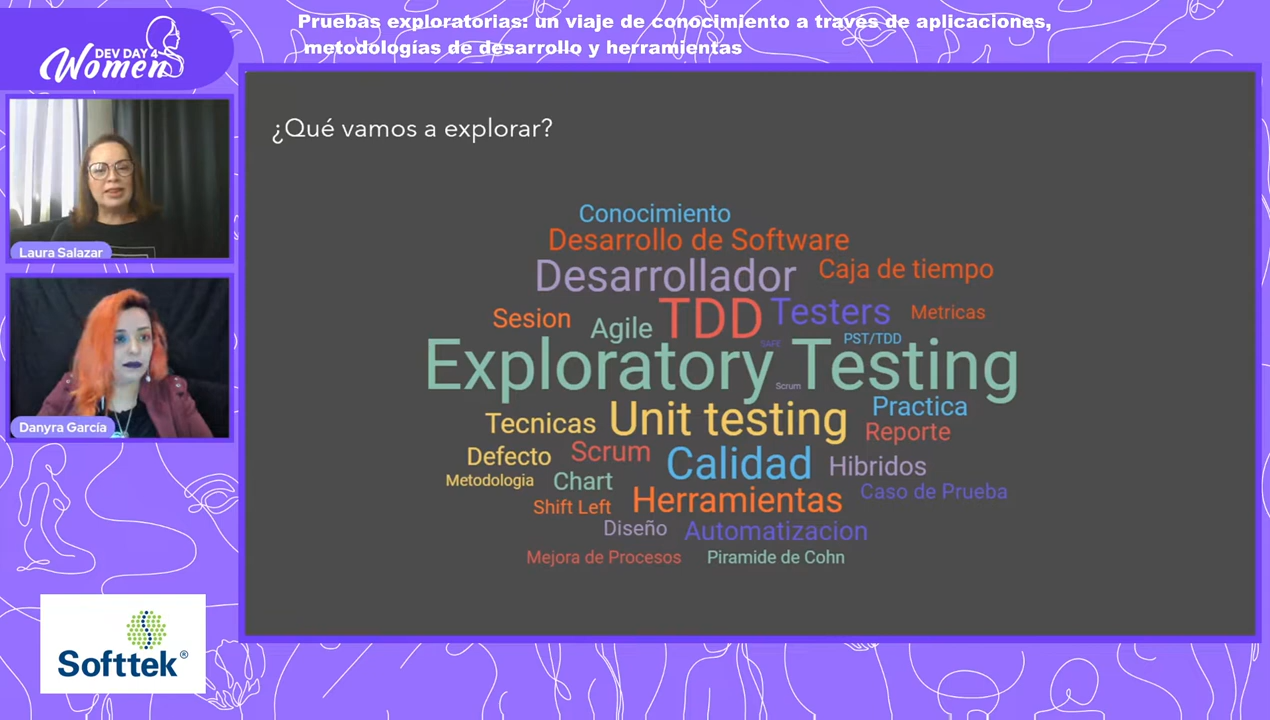 Pruebas exploratorias: un viaje de conocimiento a través de aplicaciones,
metodologías de desarrollo y herramientas
DEV DAY 4
Women
Laura Salazar
Danyra García
Softtek®
¿Qué vamos a explorar?
Conocimiento
Desarrollo de Software
Desarrollador Caja de tiempo
Sesion Agile TDD Testers Metricas
SAFE PST/TDD
Exploratory Testing
Scrum
Tecnicas Unit testing Practica
Reporte
Defecto Scrum Calidad Hibridos
Metodologia Chart Caso de Prueba
Shift Left Herramientas
Diseño Automatizacion
Mejora de Procesos Piramide de Cohn